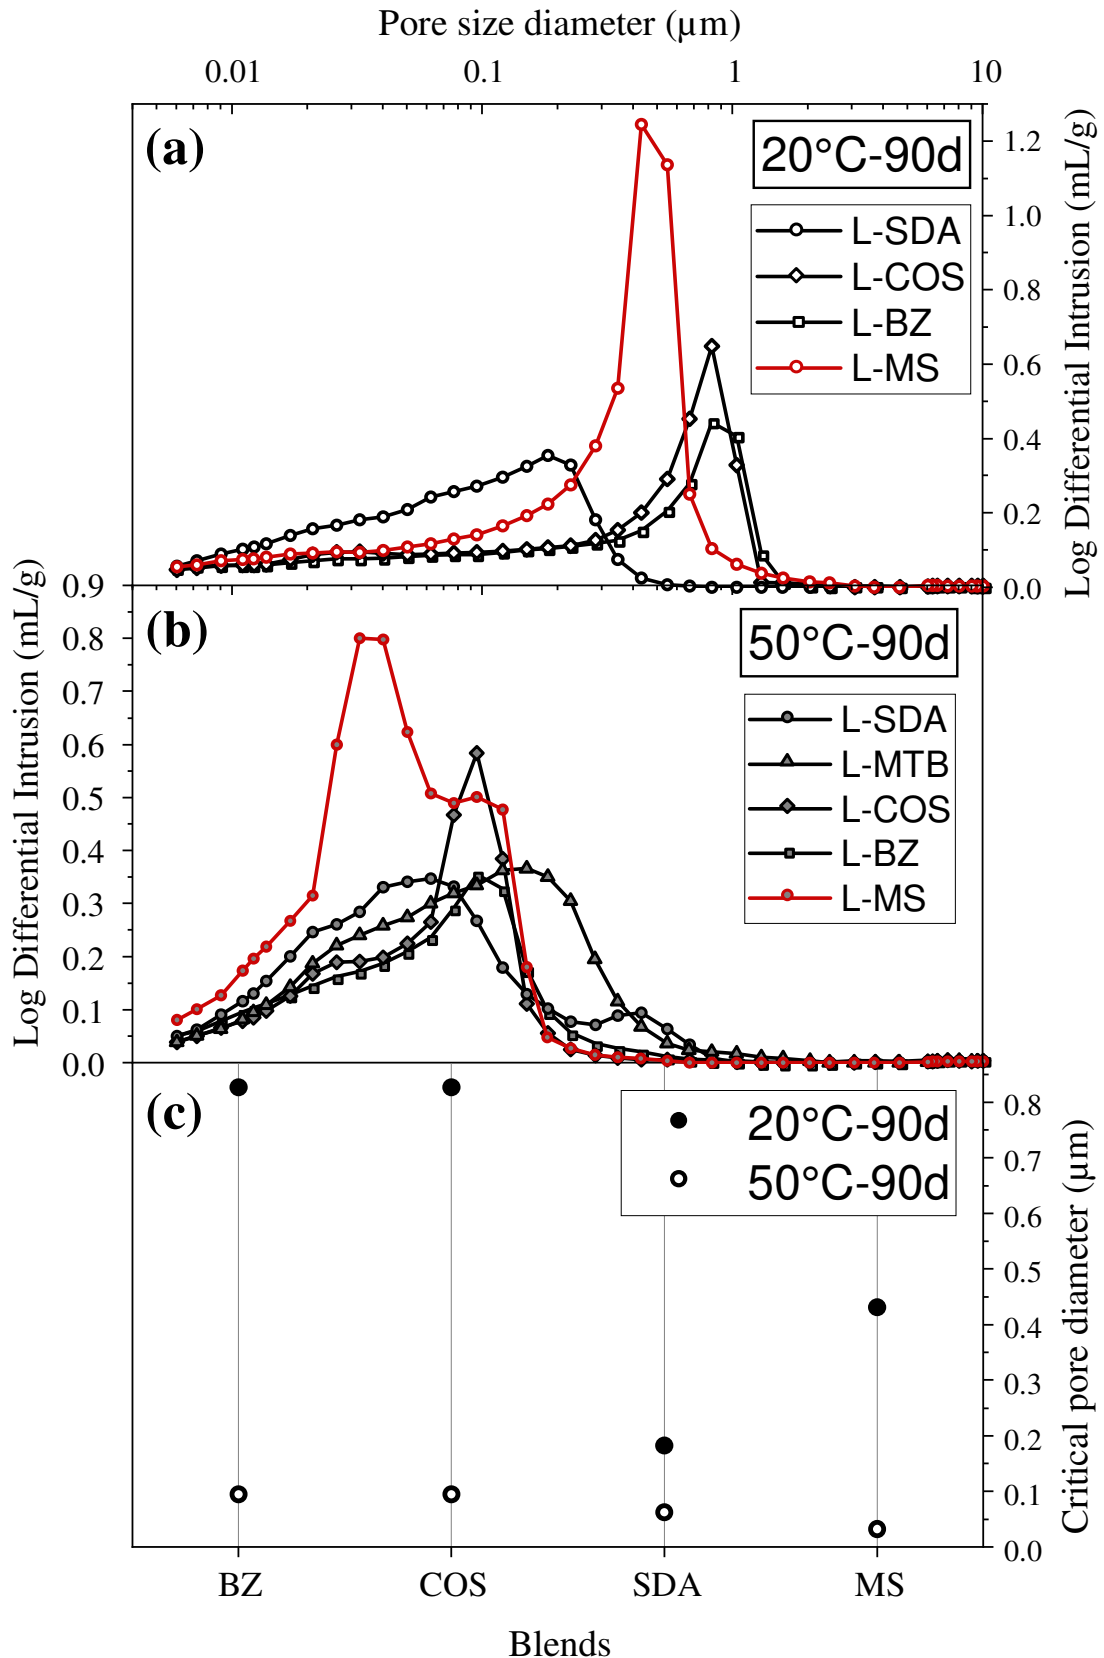 Pore size diameter (µm)
0.01 0.1 1 10
(a)
20°C-90d
L-SDA
L-COS
L-BZ
L-MS
1.2
1.0
0.8
0.6
0.4
0.2
0.0
Log Differential Intrusion (mL/g)
(b)
50°C-90d
L-SDA
L-MTB
L-COS
L-BZ
L-MS
0.9
0.8
0.7
0.6
0.5
0.4
0.3
0.2
0.1
0.0
Log Differential Intrusion (mL/g)
(c)
20°C-90d
50°C-90d
0.8
0.7
0.6
0.5
0.4
0.3
0.2
0.1
0.0
Critical pore diameter (µm)
BZ COS SDA MS
Blends